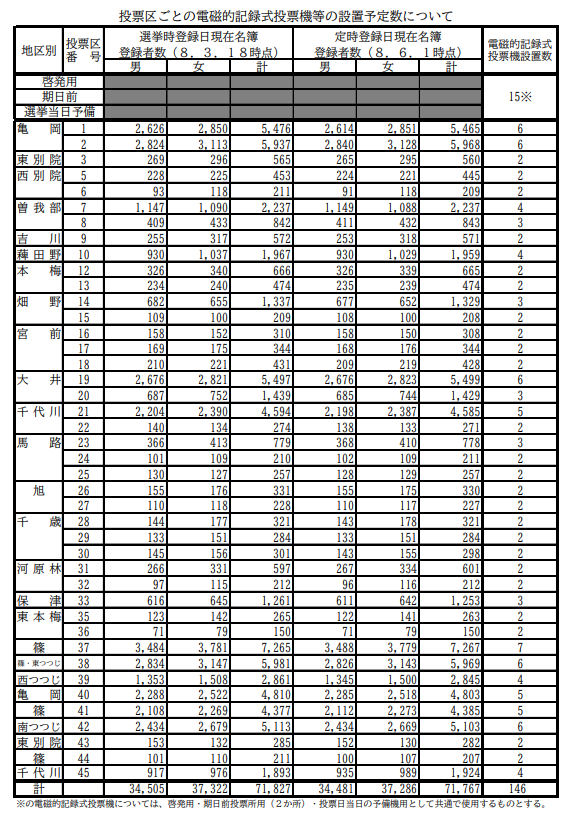 投票区ごとの電磁的記録式投票機等の設置予定数について
地区別 投票区番　号 選挙時登録日現在名簿登録者数（８．３．１８時点） 定時登録日現在名簿登録者数（８．６．１時点） 電磁的記録式投票機設置数
男 女 計 男 女 計
啓発用
期日前 15※
選挙当日予備
亀　岡 1 2,626 2,850 5,476 2,614 2,851 5,465 6
2 2,824 3,113 5,937 2,840 3,128 5,968 6
東別院 3 269 296 565 265 295 560 2
西別院 5 228 225 453 224 221 445 2
6 93 118 211 91 118 209 2
曽我部 7 1,147 1,090 2,237 1,149 1,088 2,237 4
8 409 433 842 411 432 843 3
吉　川 9 255 317 572 253 318 571 2
薭田野 10 930 1,037 1,967 930 1,029 1,959 4
本　梅 12 326 340 666 326 339 665 2
13 234 240 474 235 239 474 2
畑　野 14 682 655 1,337 677 652 1,329 3
15 109 100 209 108 100 208 2
宮　前 16 158 152 310 158 150 308 2
17 169 175 344 168 176 344 2
18 210 221 431 209 219 428 2
大　井 19 2,676 2,821 5,497 2,676 2,823 5,499 6
20 687 752 1,439 685 744 1,429 3
千代川 21 2,204 2,390 4,594 2,198 2,387 4,585 5
22 140 134 274 138 133 271 2
馬　路 23 366 413 779 368 410 778 3
24 101 109 210 102 109 211 2
25 130 127 257 128 129 257 2
旭 26 155 176 331 155 175 330 2
27 110 118 228 110 117 227 2
千　歳 28 144 177 321 143 178 321 2
29 133 151 284 133 151 284 2
30 145 156 301 143 155 298 2
河原林 31 266 331 597 267 334 601 2
32 97 115 212 96 116 212 2
保　津 33 616 645 1,261 611 642 1,253 3
東本梅 35 123 142 265 122 141 263 2
36 71 79 150 71 79 150 2
篠 37 3,484 3,781 7,265 3,488 3,779 7,267 7
篠・東つつじ 38 2,834 3,147 5,981 2,826 3,143 5,969 6
西つつじ 39 1,353 1,508 2,861 1,345 1,500 2,845 4
亀　岡 40 2,288 2,522 4,810 2,285 2,518 4,803 5
篠 41 2,108 2,269 4,377 2,112 2,273 4,385 5
南つつじ 42 2,434 2,679 5,113 2,434 2,669 5,103 6
東別院 43 153 132 285 152 130 282 2
篠 44 101 110 211 100 107 207 2
千代川 45 917 976 1,893 935 989 1,924 4
計 34,505 37,322 71,827 34,481 37,286 71,767 146
※の電磁的記録式投票機については、啓発用・期日前投票所用（２か所）・投票日当日の予備機用として共通で使用するものとする。